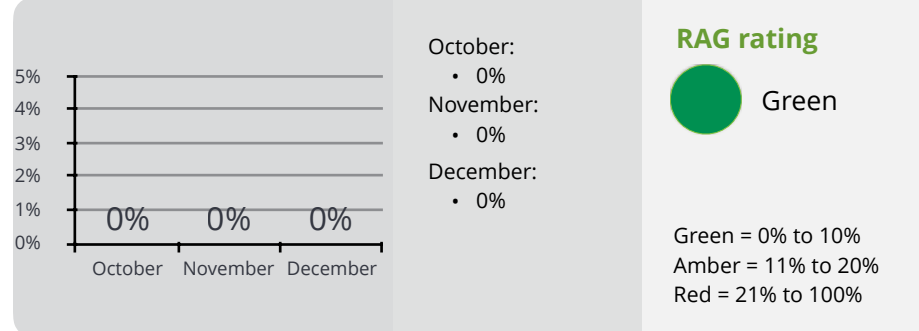 5%
4%
3%
2%
1%
0%
0% 0% 0%
October November December
October:
• 0%
November:
• 0%
December:
• 0%
RAG rating
Green
Green = 0% to 10%
Amber = 11% to 20%
Red = 21% to 100%